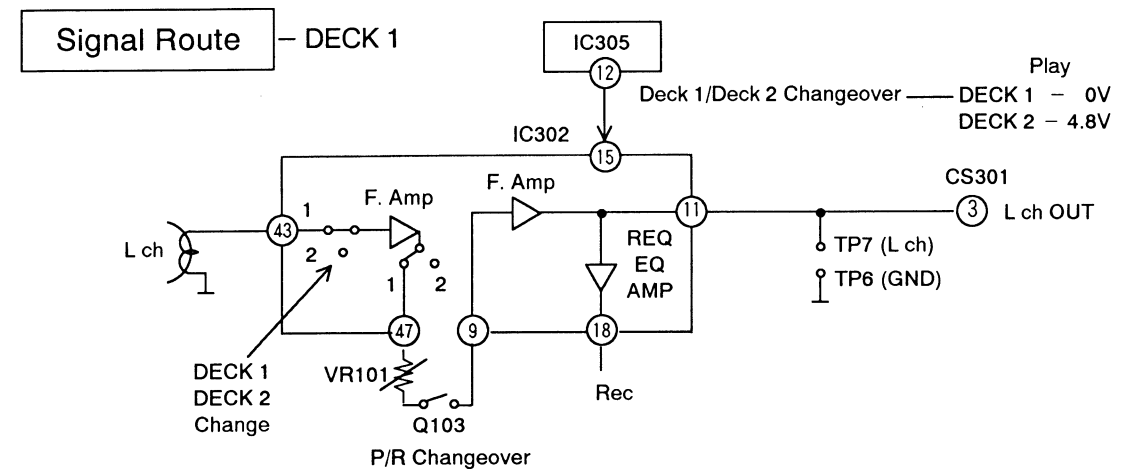 Signal Route – DECK 1
IC305
12
Play
Deck 1/Deck 2 Changeover — DECK 1 – 0V
DECK 2 – 4.8V
IC302
15
CS301
F. Amp
F. Amp
1
43
11
3
L ch OUT
L ch
2
REQ
EQ
AMP
TP7 (L ch)
TP6 (GND)
1
2
47
9
18
DECK 1
DECK 2
Change
VR101
Rec
Q103
P/R Changeover